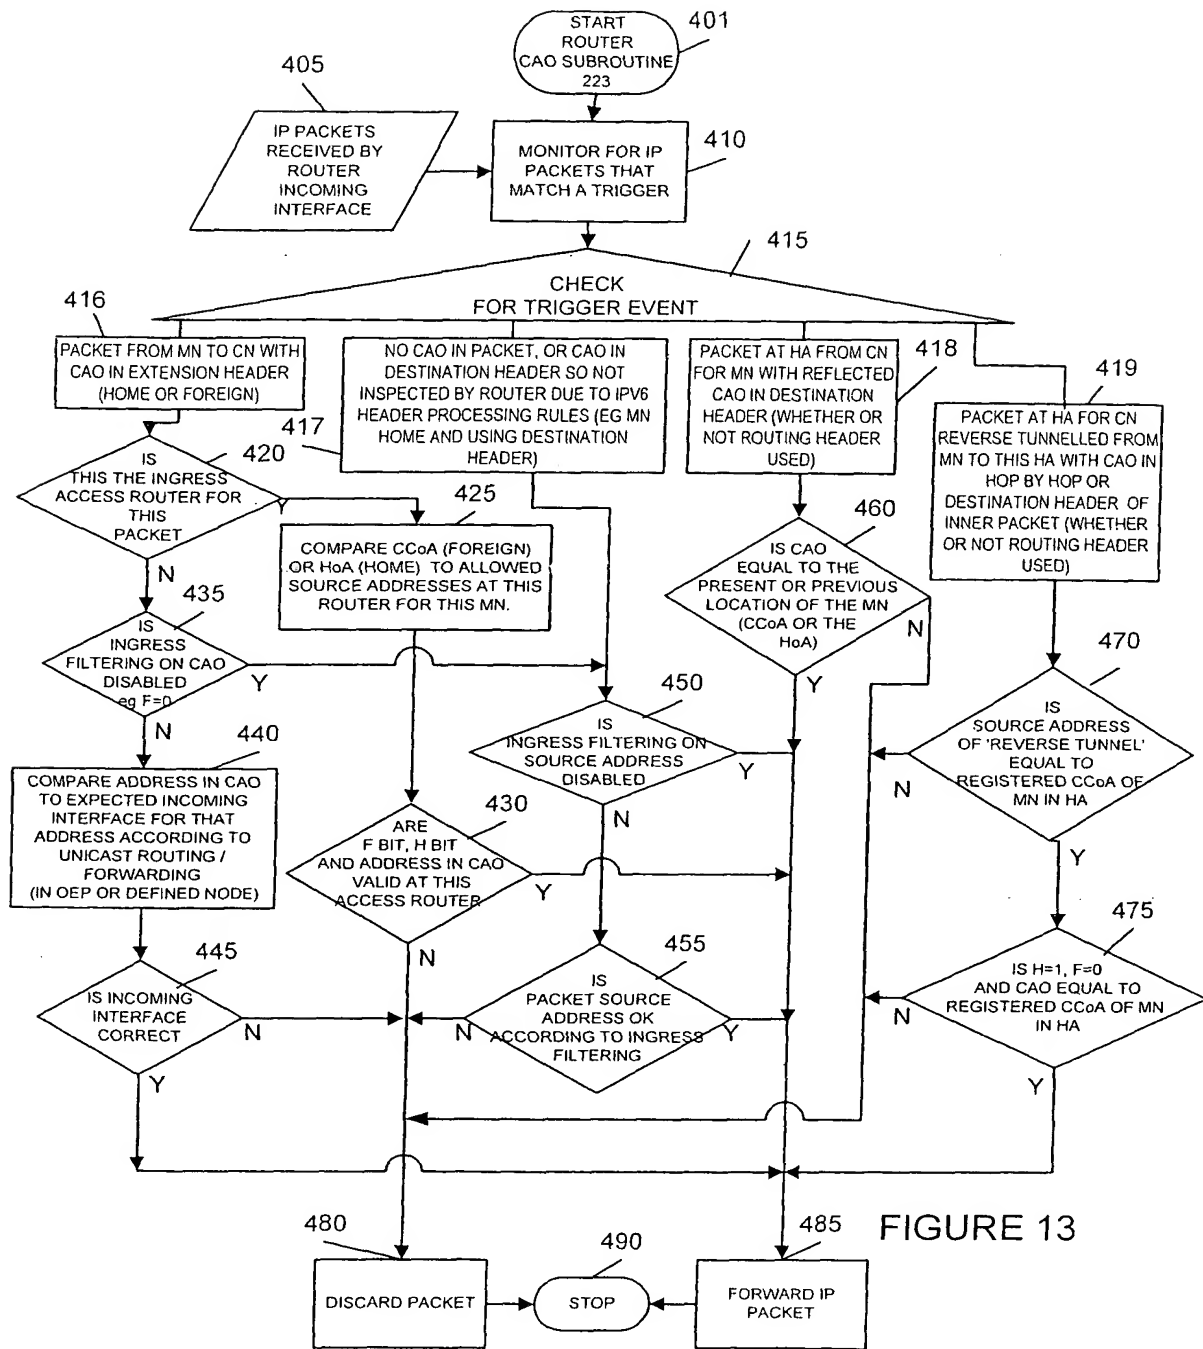 401
START
ROUTER
CAO SUBROUTINE
223
405
IP PACKETS
RECEIVED BY
ROUTER
INCOMING
INTERFACE
410
MONITOR FOR IP
PACKETS THAT
MATCH A TRIGGER
415
CHECK
FOR TRIGGER EVENT
416
PACKET FROM MN TO CN WITH
CAO IN EXTENSION HEADER
(HOME OR FOREIGN)
417
NO CAO IN PACKET, OR CAO IN
DESTINATION HEADER SO NOT
INSPECTED BY ROUTER DUE TO IPV6
HEADER PROCESSING RULES (EG MN
HOME AND USING DESTINATION
HEADER)
418
PACKET AT HA FROM CN
FOR MN WITH REFLECTED
CAO IN DESTINATION
HEADER (WHETHER OR
NOT ROUTING HEADER
USED)
419
PACKET AT HA FOR CN
REVERSE TUNNELLED FROM
MN TO THIS HA WITH CAO IN
HOP BY HOP OR
DESTINATION HEADER OF
INNER PACKET (WHETHER
OR NOT ROUTING HEADER
USED)
420
IS
THIS THE INGRESS
ACCESS ROUTER FOR
THIS
PACKET
Y
N
425
COMPARE CCoA (FOREIGN)
OR HoA (HOME) TO ALLOWED
SOURCE ADDRESSES AT THIS
ROUTER FOR THIS MN.
460
IS CAO
EQUAL TO THE
PRESENT OR PREVIOUS
LOCATION OF THE MN
(CCoA OR THE
HoA)
N
Y
435
IS
INGRESS
FILTERING ON CAO
DISABLED
eg F=0
Y
N
450
IS
INGRESS FILTERING ON
SOURCE ADDRESS
DISABLED
Y
N
470
IS
SOURCE ADDRESS
OF 'REVERSE TUNNEL'
EQUAL TO
REGISTERED CCoA OF
MN IN HA
N
Y
440
COMPARE ADDRESS IN CAO
TO EXPECTED INCOMING
INTERFACE FOR THAT
ADDRESS ACCORDING TO
UNICAST ROUTING /
FORWARDING
(IN OEP OR DEFINED NODE)
430
ARE
F BIT, H BIT
AND ADDRESS IN CAO
VALID AT THIS
ACCESS ROUTER
Y
N
445
IS INCOMING
INTERFACE
CORRECT
N
Y
455
IS
PACKET SOURCE
ADDRESS OK
ACCORDING TO INGRESS
FILTERING
N
Y
475
IS H=1, F=0
AND CAO EQUAL TO
REGISTERED CCoA OF MN
IN HA
N
Y
480
DISCARD PACKET
490
STOP
485
FORWARD IP
PACKET
FIGURE 13